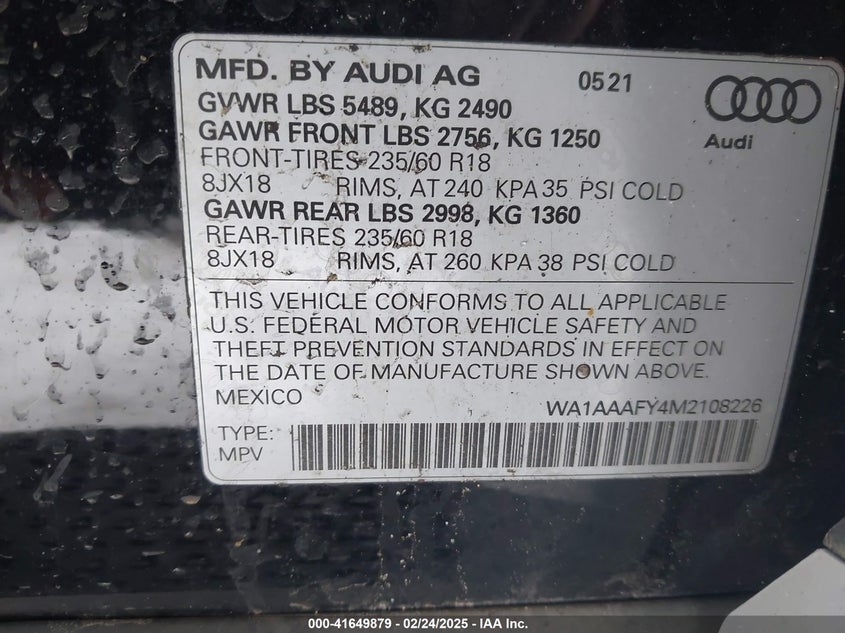 MFD. BY AUDI AG 0521
GVWR LBS 5489, KG 2490
GAWR FRONT LBS 2756, KG 1250
Audi
FRONT-TIRES 235/60 R18
8JX18 RIMS, AT 240 KPA 35 PSI COLD
GAWR REAR LBS 2998, KG 1360
REAR-TIRES 235/60 R18
8JX18 RIMS, AT 260 KPA 38 PSI COLD
THIS VEHICLE CONFORMS TO ALL APPLICABLE
U.S. FEDERAL MOTOR VEHICLE SAFETY AND
THEFT PREVENTION STANDARDS IN EFFECT ON
THE DATE OF MANUFACTURE SHOWN ABOVE.
MEXICO WA1AAAFY4M2108226
TYPE:
MPV
000-41649879 - 02/24/2025 - IAA Inc.